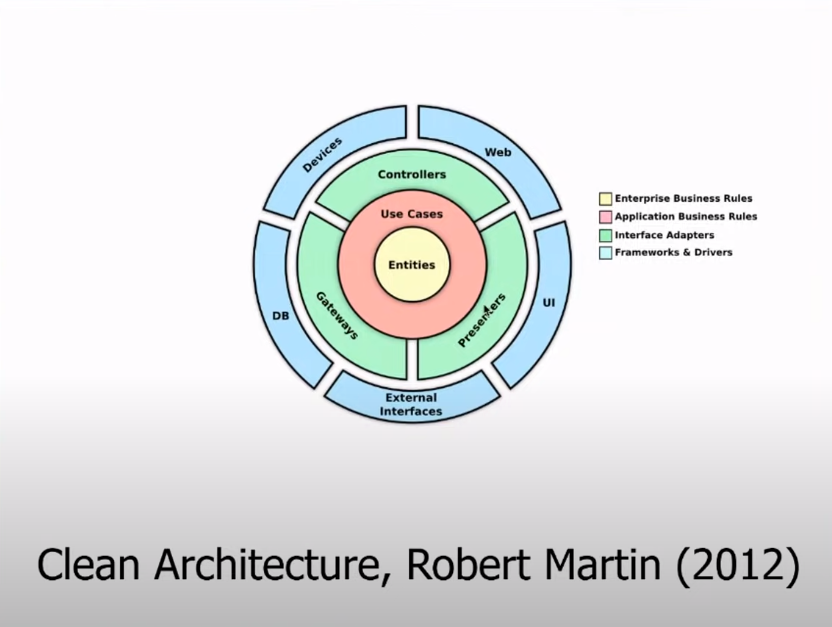 Devices
Web
Controllers
Use Cases
Entities
Gateways
Presenters
DB
UI
External
Interfaces
Enterprise Business Rules
Application Business Rules
Interface Adapters
Frameworks & Drivers
Clean Architecture, Robert Martin (2012)